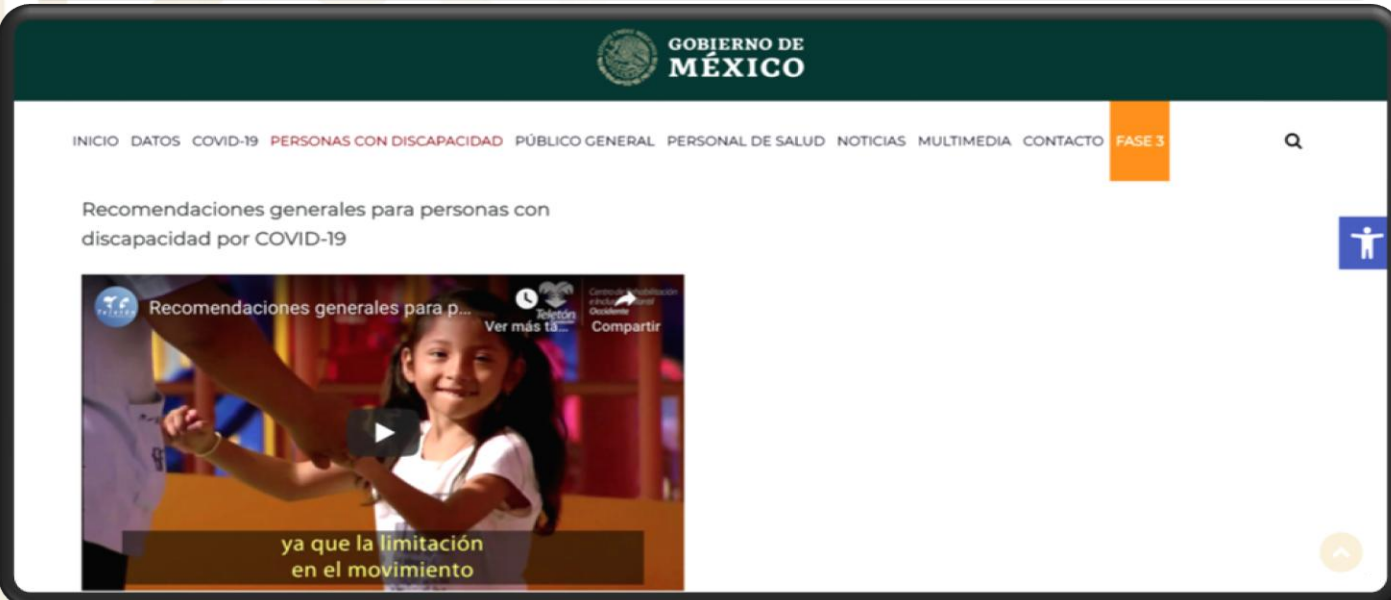 GOBIERNO DE
MÉXICO
INICIO DATOS COVID-19 PERSONAS CON DISCAPACIDAD PÚBLICO GENERAL PERSONAL DE SALUD NOTICIAS MULTIMEDIA CONTACTO FASE 3
Recomendaciones generales para personas con
discapacidad por COVID-19
Recomendaciones generales para p...
Teletón
Occidente
Ver más ta...
Compartir
ya que la limitación
en el movimiento